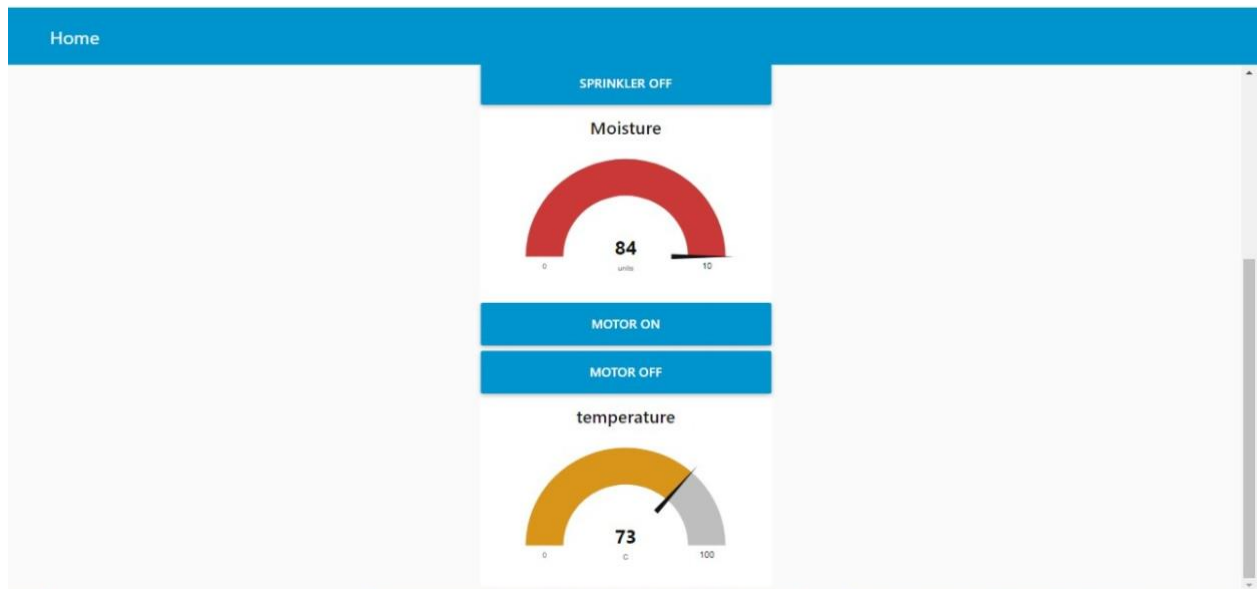 Home
SPRINKLER OFF
Moisture
84
units
0
10
MOTOR ON
MOTOR OFF
temperature
73
C
0
100